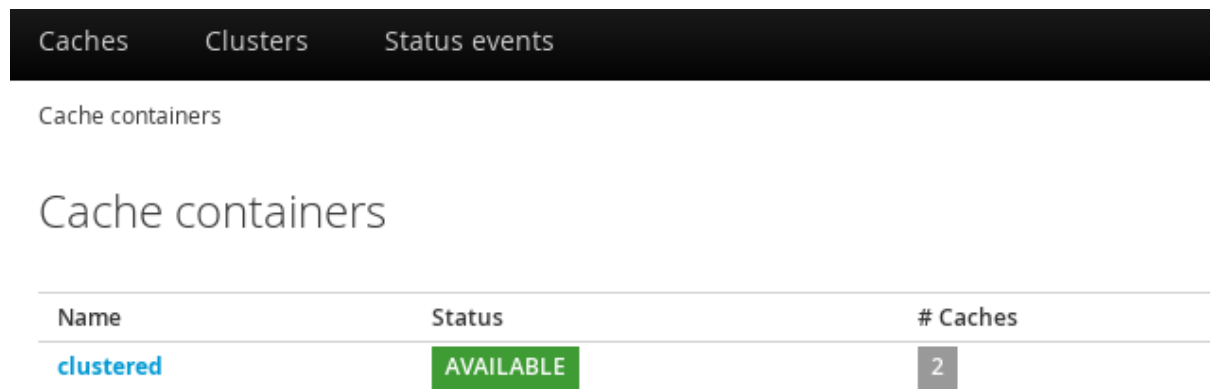 Caches Clusters Status events
Cache containers
Cache containers
Name Status # Caches
clustered AVAILABLE 2